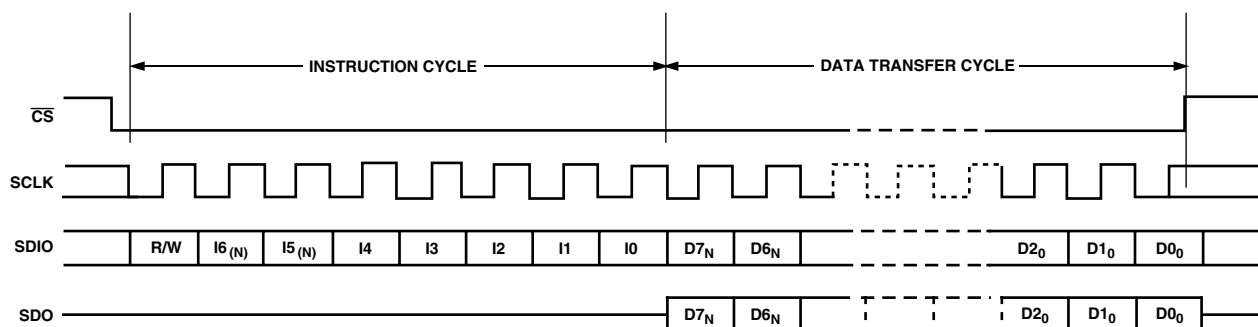 INSTRUCTION CYCLE DATA TRANSFER CYCLE
CS
SCLK
SDIO R/W I6(N) I5(N) I4 I3 I2 I1 I0 D7N D6N D20 D10 D00
SDO D7N D6N D20 D10 D00